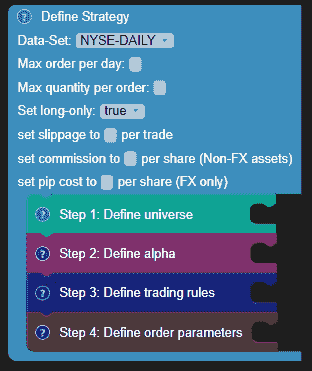 Define Strategy
Data-Set: NYSE-DAILY
Max order per day:
Max quantity per order:
Set long-only: true
set slippage to per trade
set commission to per share (Non-FX assets)
set pip cost to per share (FX only)
? Step 1: Define universe
? Step 2: Define alpha
? Step 3: Define trading rules
? Step 4: Define order parameters